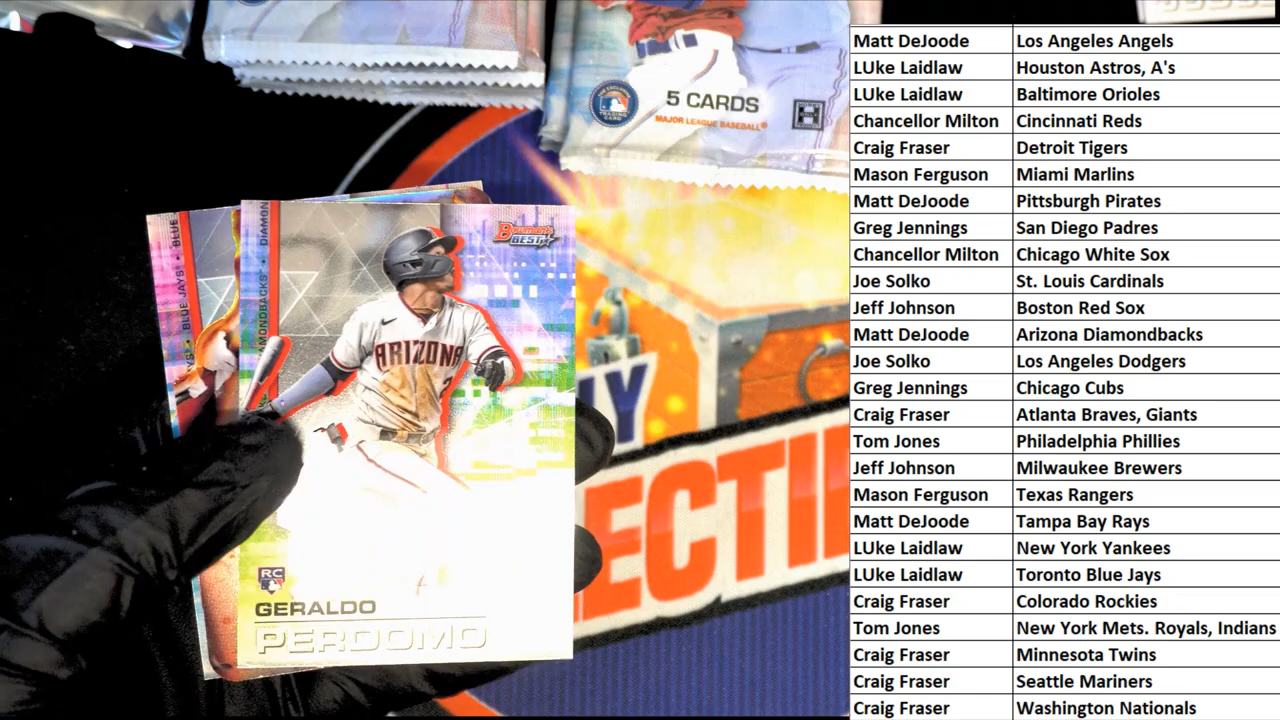 5 CARDS
MAJOR LEAGUE BASEBALL®
Bowman's
BEST
BLUE JAYS • BLUE
DIAMONDBACKS • DIAMON
ARIZONA
RC
GERALDO
PERDOMO
ECTI
Matt DeJoode Los Angeles Angels
LUke Laidlaw Houston Astros, A's
LUke Laidlaw Baltimore Orioles
Chancellor Milton Cincinnati Reds
Craig Fraser Detroit Tigers
Mason Ferguson Miami Marlins
Matt DeJoode Pittsburgh Pirates
Greg Jennings San Diego Padres
Chancellor Milton Chicago White Sox
Joe Solko St. Louis Cardinals
Jeff Johnson Boston Red Sox
Matt DeJoode Arizona Diamondbacks
Joe Solko Los Angeles Dodgers
Greg Jennings Chicago Cubs
Craig Fraser Atlanta Braves, Giants
Tom Jones Philadelphia Phillies
Jeff Johnson Milwaukee Brewers
Mason Ferguson Texas Rangers
Matt DeJoode Tampa Bay Rays
LUke Laidlaw New York Yankees
LUke Laidlaw Toronto Blue Jays
Craig Fraser Colorado Rockies
Tom Jones New York Mets. Royals, Indians
Craig Fraser Minnesota Twins
Craig Fraser Seattle Mariners
Craig Fraser Washington Nationals